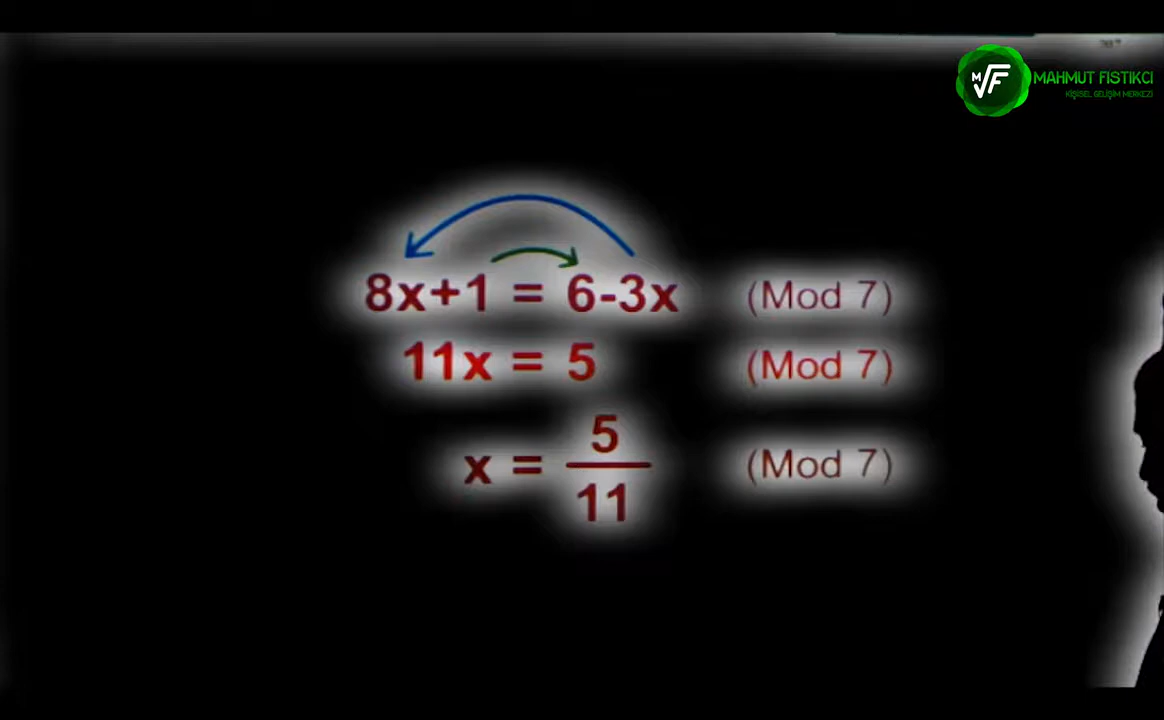 MAHMUT FISTIKCI
KİŞİSEL GELİŞİM MERKEZİ
8x+1 = 6-3x (Mod 7)
11x = 5 (Mod 7)
x = 5/11 (Mod 7)